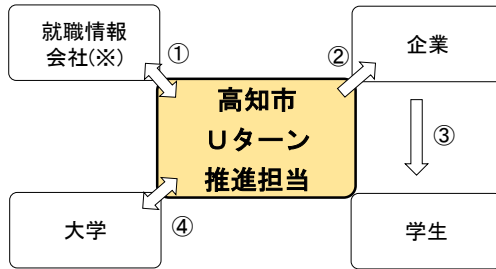 就職情報
会社(※)
①
②
企業
高知市
Uターン
推進担当
③
大学
④
学生